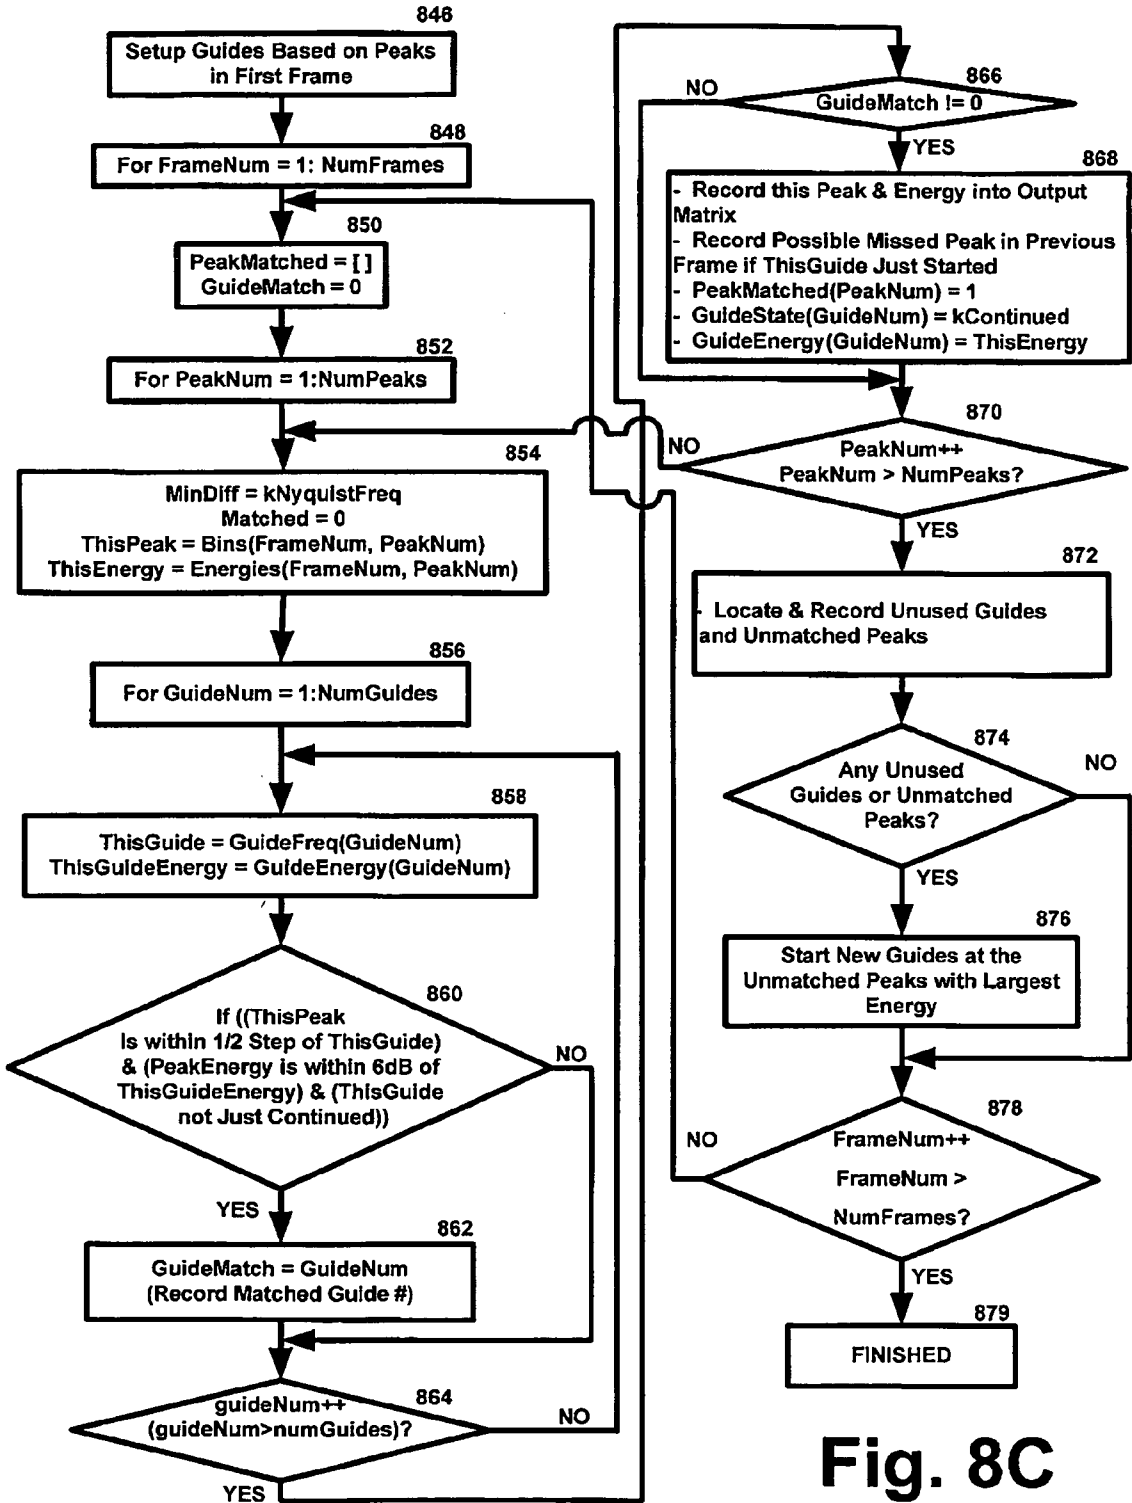 846
Setup Guides Based on Peaks
in First Frame
848
For FrameNum = 1: NumFrames
850
PeakMatched = [ ]
GuideMatch = 0
852
For PeakNum = 1:NumPeaks
854
MinDiff = kNyquistFreq
Matched = 0
ThisPeak = Bins(FrameNum, PeakNum)
ThisEnergy = Energies(FrameNum, PeakNum)
856
For GuideNum = 1:NumGuides
858
ThisGuide = GuideFreq(GuideNum)
ThisGuideEnergy = GuideEnergy(GuideNum)
860
If ((ThisPeak
Is within 1/2 Step of ThisGuide)
& (PeakEnergy is within 6dB of
ThisGuideEnergy) & (ThisGuide
not Just Continued))
NO
YES
862
GuideMatch = GuideNum
(Record Matched Guide #)
864
guideNum++
(guideNum>numGuides)?
NO
YES
866
NO
GuideMatch != 0
YES
868
- Record this Peak & Energy into Output
Matrix
- Record Possible Missed Peak in Previous
Frame if ThisGuide Just Started
- PeakMatched(PeakNum) = 1
- GuideState(GuideNum) = kContinued
- GuideEnergy(GuideNum) = ThisEnergy
870
NO
PeakNum++
PeakNum > NumPeaks?
YES
872
- Locate & Record Unused Guides
and Unmatched Peaks
874
NO
Any Unused
Guides or Unmatched
Peaks?
YES
876
Start New Guides at the
Unmatched Peaks with Largest
Energy
878
NO
FrameNum++
FrameNum >
NumFrames?
YES
879
FINISHED
Fig. 8C